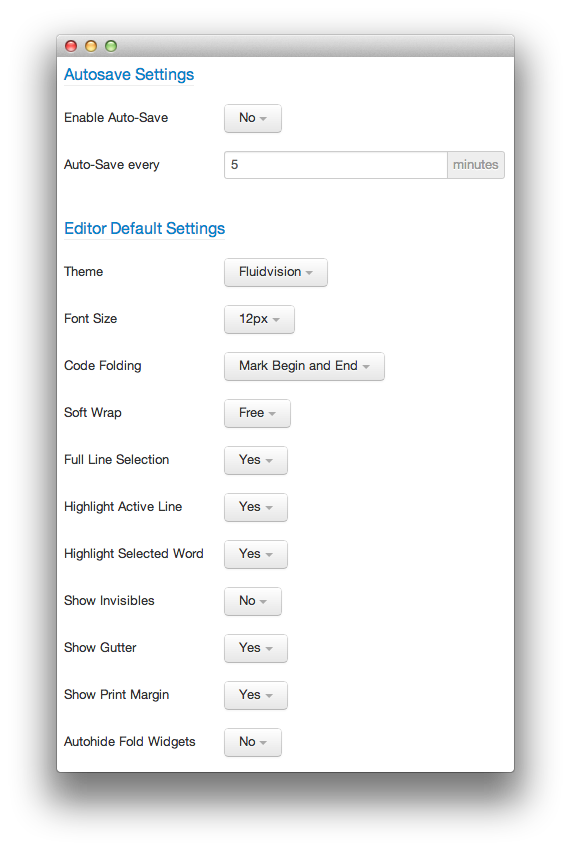 Autosave Settings
Enable Auto-Save No
Auto-Save every 5 minutes
Editor Default Settings
Theme Fluidvision
Font Size 12px
Code Folding Mark Begin and End
Soft Wrap Free
Full Line Selection Yes
Highlight Active Line Yes
Highlight Selected Word Yes
Show Invisibles No
Show Gutter Yes
Show Print Margin Yes
Autohide Fold Widgets No